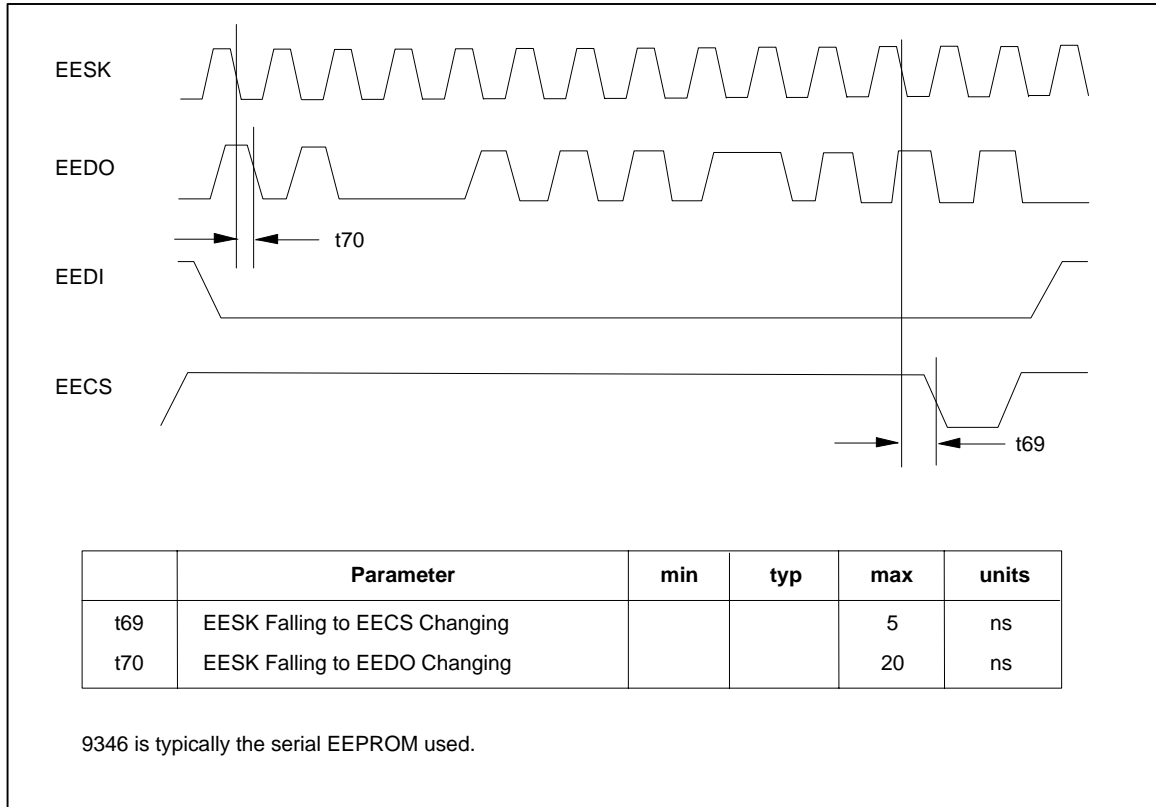 EESK
EEDO
t70
EEDI
EECS
t69
Parameter min typ max units
t69 EESK Falling to EECS Changing 5 ns
t70 EESK Falling to EEDO Changing 20 ns
9346 is typically the serial EEPROM used.